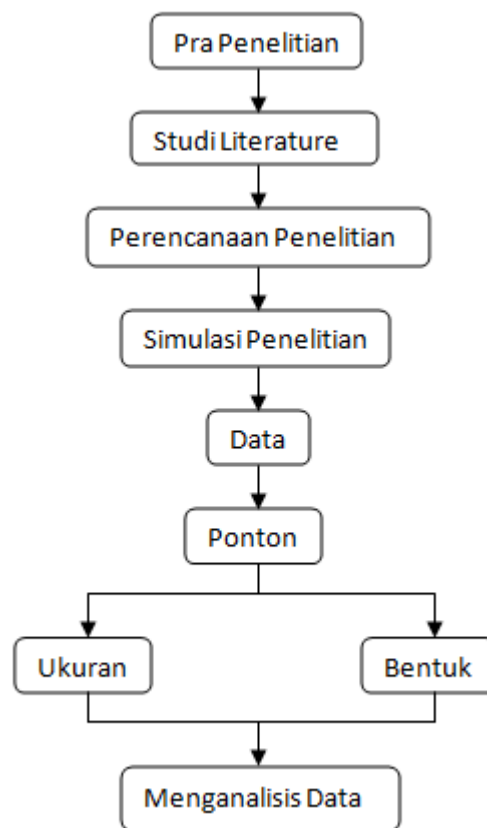 Pra Penelitian
Studi Literature
Perencanaan Penelitian
Simulasi Penelitian
Data
Ponton
Ukuran
Bentuk
Menganalisis Data